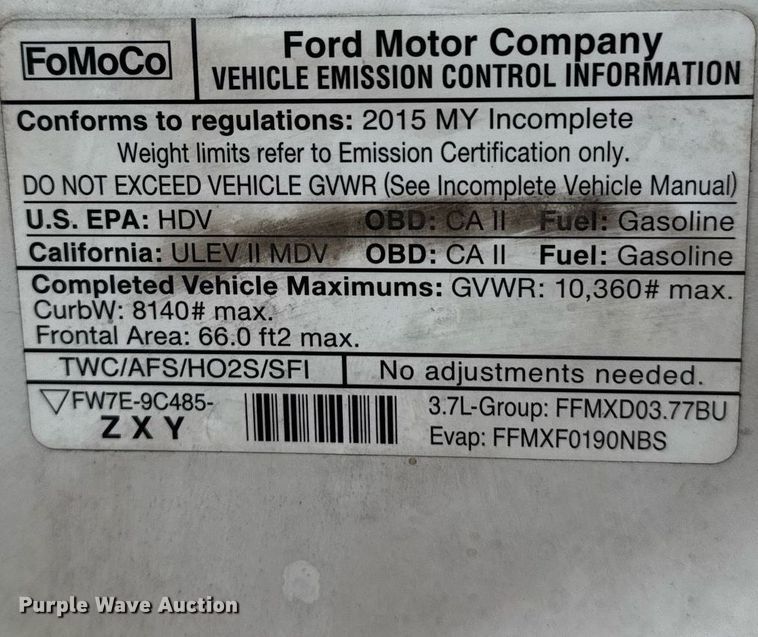 FoMoCo
Ford Motor Company
VEHICLE EMISSION CONTROL INFORMATION
Conforms to regulations: 2015 MY Incomplete
Weight limits refer to Emission Certification only.
DO NOT EXCEED VEHICLE GVWR (See Incomplete Vehicle Manual)
U.S. EPA: HDV OBD: CA II Fuel: Gasoline
California: ULEV II MDV OBD: CA II Fuel: Gasoline
Completed Vehicle Maximums: GVWR: 10,360# max.
CurbW: 8140# max.
Frontal Area: 66.0 ft2 max.
TWC/AFS/HO2S/SFI No adjustments needed.
▽FW7E-9C485-
ZXY
3.7L-Group: FFMXD03.77BU
Evap: FFMXF0190NBS
Purple Wave Auction